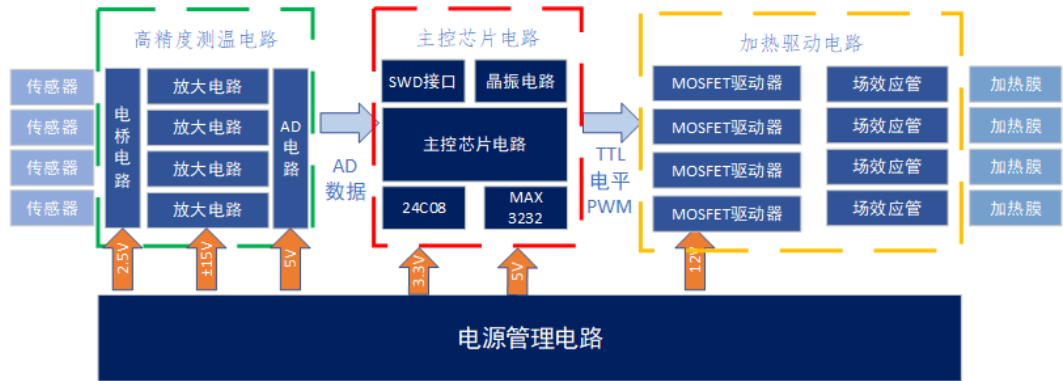 高精度测温电路
主控芯片电路
加热驱动电路
传感器
传感器
传感器
传感器
电桥电路
放大电路
放大电路
放大电路
放大电路
AD
电路
AD
数据
SWD接口
晶振电路
主控芯片电路
24C08
MAX
3232
TTL
电平
PWM
MOSFET驱动器
MOSFET驱动器
MOSFET驱动器
MOSFET驱动器
场效应管
场效应管
场效应管
场效应管
加热膜
加热膜
加热膜
加热膜
2.5V
±15V
5V
3.3V
5V
12V
电源管理电路